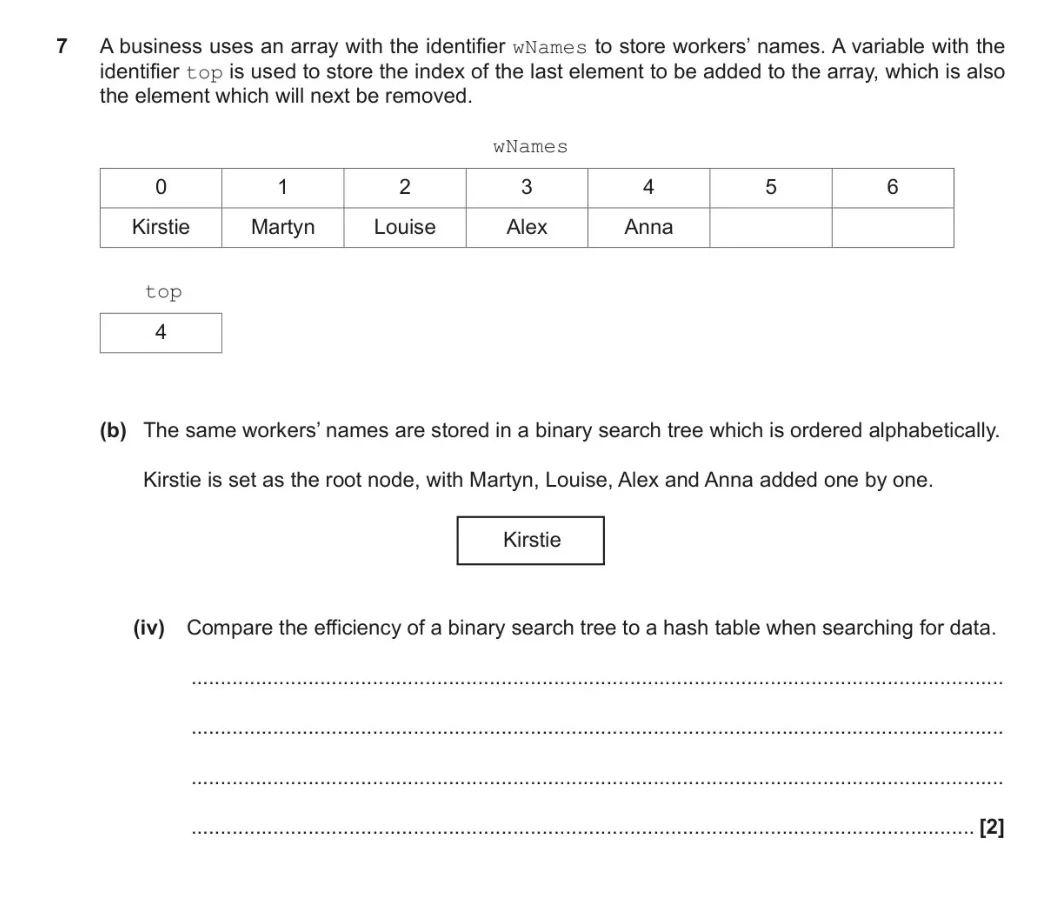 7 A business uses an array with the identifier wNames to store workers' names. A variable with the
identifier top is used to store the index of the last element to be added to the array, which is also
the element which will next be removed.
wNames
0 1 2 3 4 5 6
Kirstie Martyn Louise Alex Anna
top
4
(b) The same workers' names are stored in a binary search tree which is ordered alphabetically.
Kirstie is set as the root node, with Martyn, Louise, Alex and Anna added one by one.
Kirstie
(iv) Compare the efficiency of a binary search tree to a hash table when searching for data.
[2]